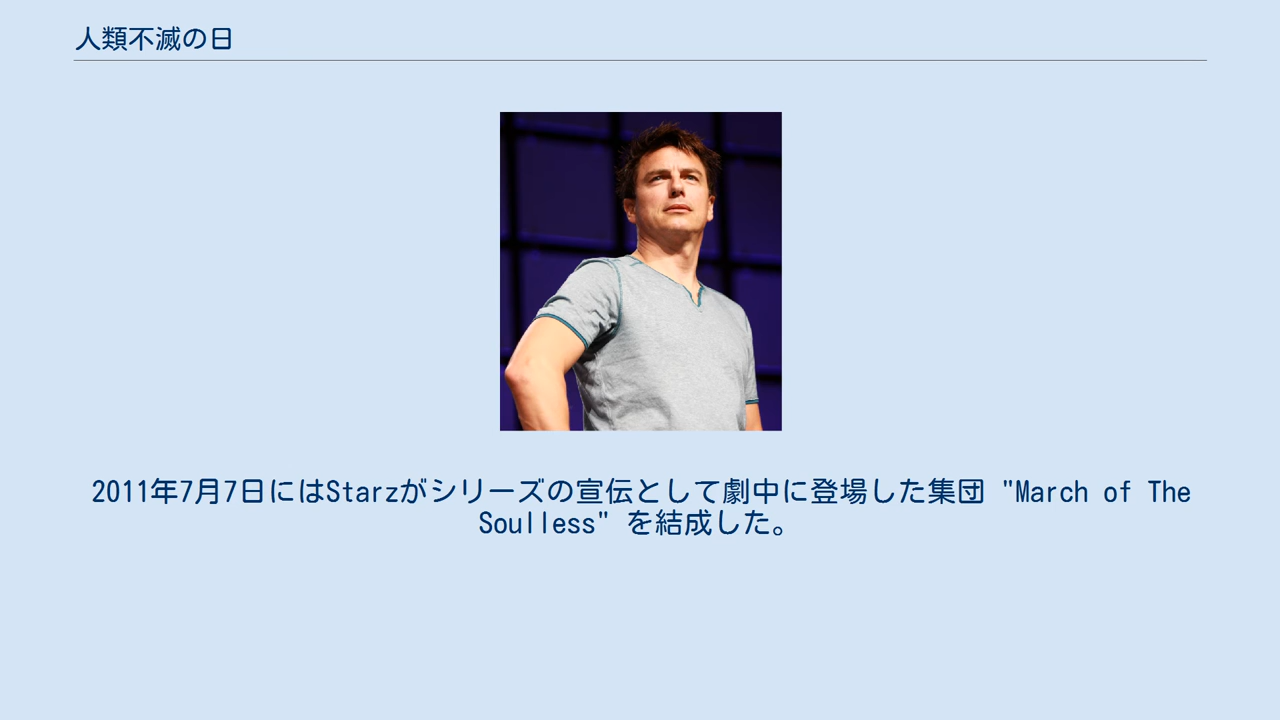 人類不滅の日
2011年7月7日にはStarzがシリーズの宣伝として劇中に登場した集団 "March of The
Soulless" を結成した。